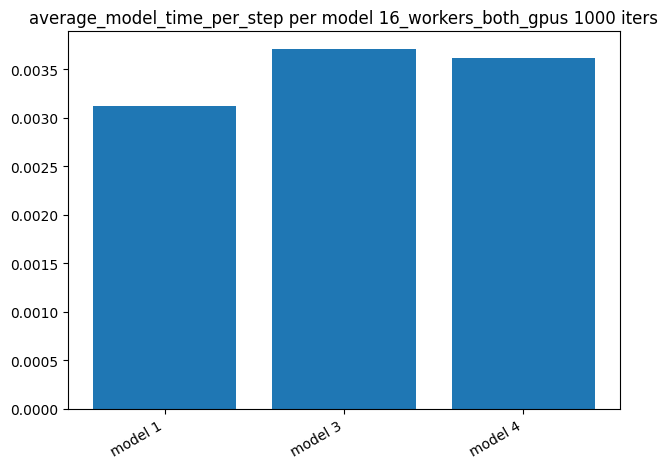 average_model_time_per_step per model 16_workers_both_gpus 1000 iters
0.0035
0.0030
0.0025
0.0020
0.0015
0.0010
0.0005
0.0000
model 1
model 3
model 4